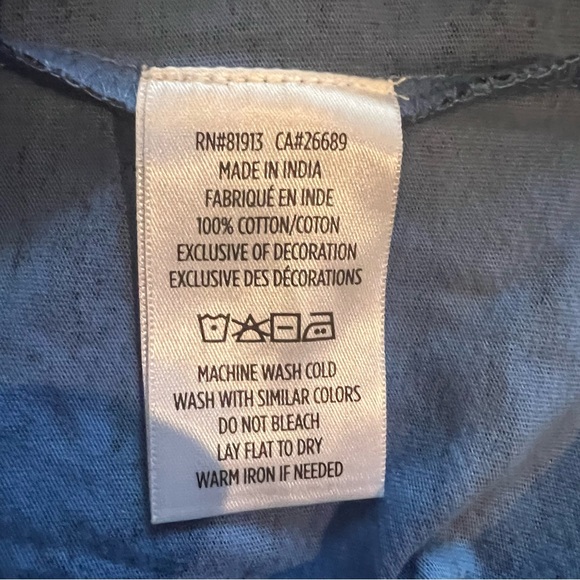 RN#81913 CA#26689
MADE IN INDIA
FABRIQUÉ EN INDE
100% COTTON/COTON
EXCLUSIVE OF DECORATION
EXCLUSIVE DES DÉCORATIONS
MACHINE WASH COLD
WASH WITH SIMILAR COLORS
DO NOT BLEACH
LAY FLAT TO DRY
WARM IRON IF NEEDED